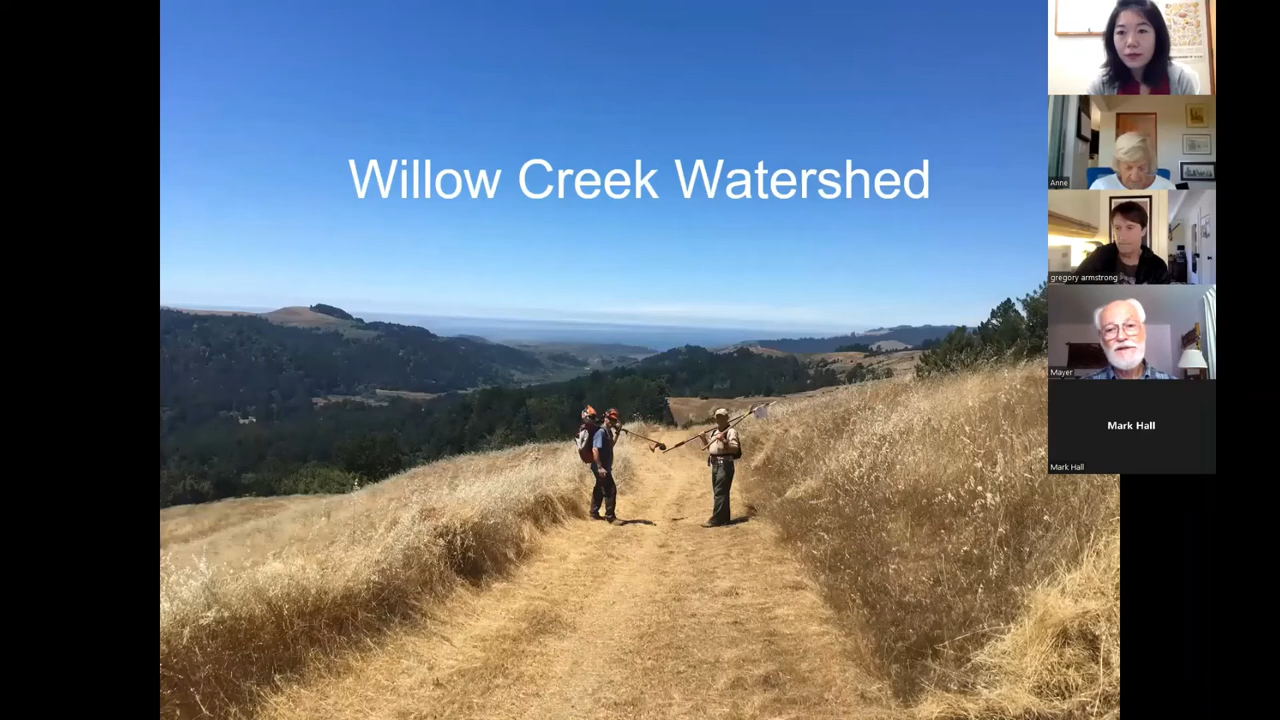 Willow Creek Watershed
Anne
gregory armstrong
Mayer
Mark Hall
Mark Hall